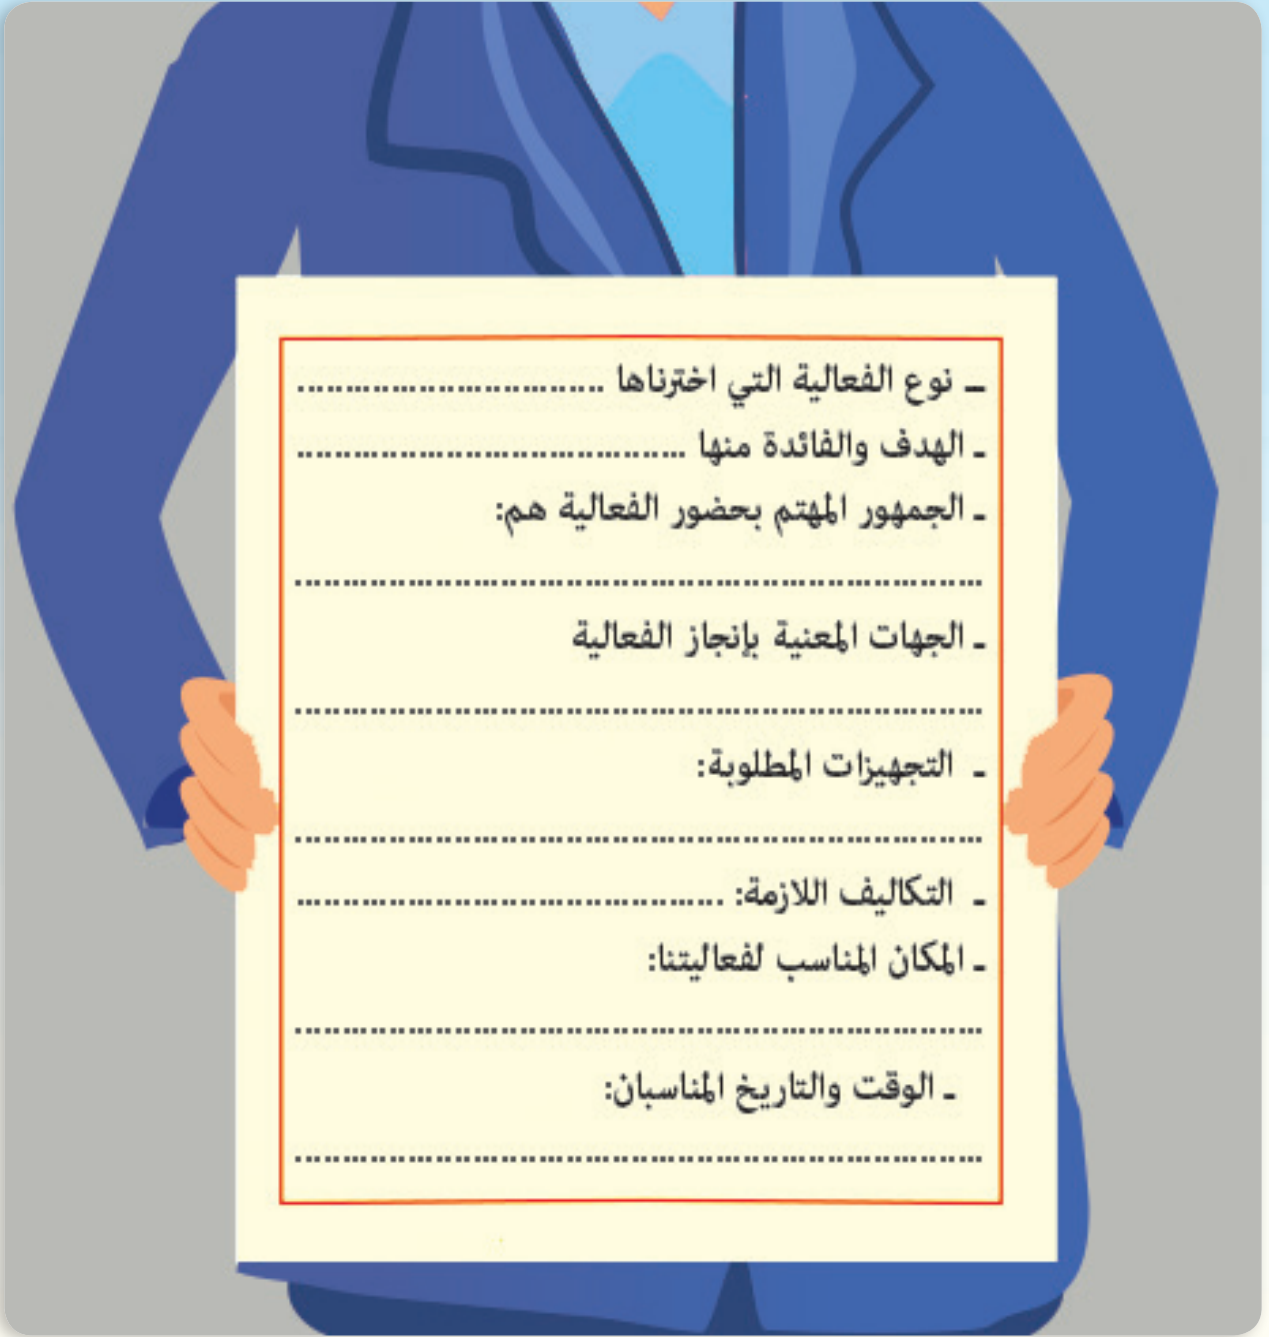 ــ نوع الفعالية التي اخترناها ........................................
ـ الهدف والفائدة منها ..................................................
ـ الجمهور المهتم بحضور الفعالية هم:
..........................................................................................
ـ الجهات المعنية بإنجاز الفعالية
..........................................................................................
ـ التجهيزات المطلوبة:
..........................................................................................
ـ التكاليف اللازمة: .......................................................
ـ المكان المناسب لفعاليتنا:
..........................................................................................
ـ الوقت والتاريخ المناسبان:
..........................................................................................